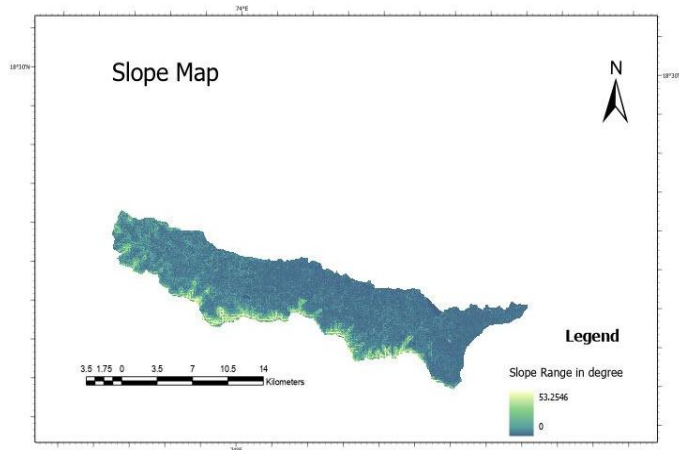 74°E
18°30'N
18°30'
Slope Map
N
Legend
3.5 1.75 0 3.5 7 10.5 14
Kilometers
Slope Range in degree
53.2546
0